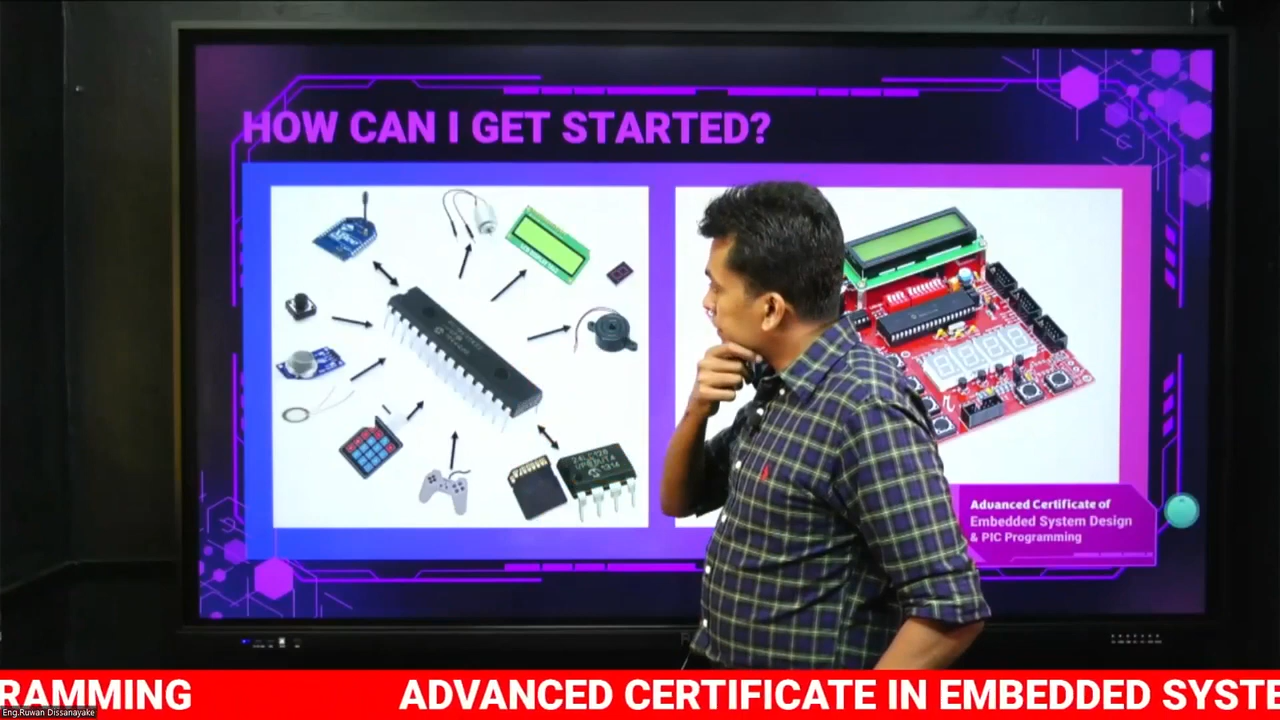 HOW CAN I GET STARTED?
24LC128
Advanced Certificate of
Embedded System Design
& PIC Programming
RAMMING ADVANCED CERTIFICATE IN EMBEDDED SYSTE
Eng.Ruwan Dissanayake